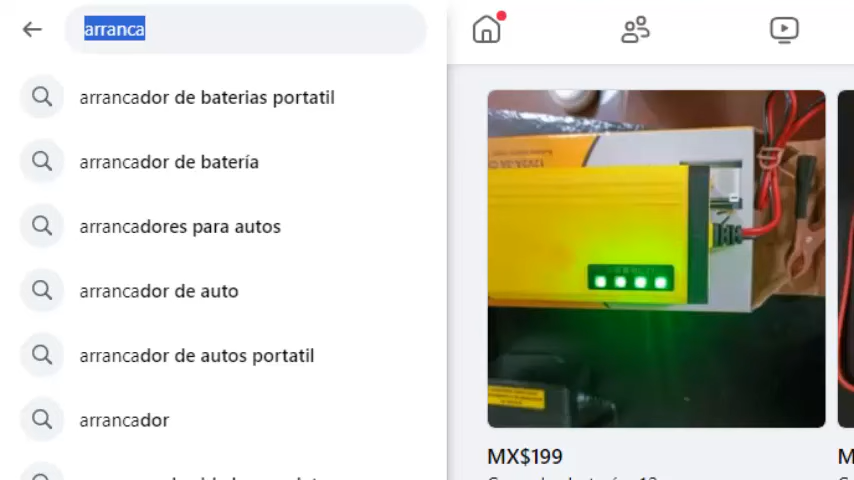 arranca
arrancador de baterias portatil
arrancador de batería
arrancadores para autos
arrancador de auto
arrancador de autos portatil
arrancador
MX$199
M